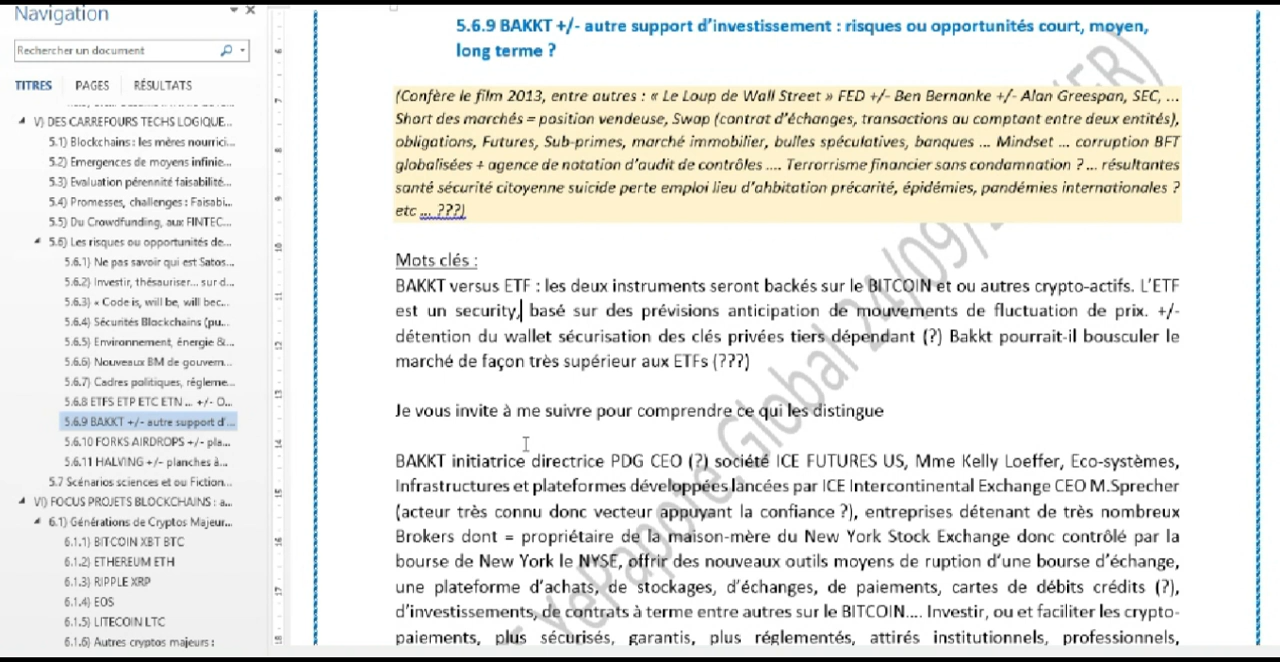 Navigation
Rechercher un document
TITRES PAGES RÉSULTATS
V) DES CARREFOURS TECHS LOGIQUE...
5.1) Blockchains : les mères nourrici...
5.2) Emergences de moyens infinie...
5.3) Evaluation pérennité faisabilité...
5.4) Promesses, challenges : Faisabi...
5.5) Du Crowdfunding, aux FINTEC...
5.6) Les risques ou opportunités de...
5.6.1) Ne pas savoir qui est Satos...
5.6.2) Investir, thésauriser... sur d...
5.6.3) « Code is, will be, will bec...
5.6.4) Sécurités Blockchains (pu...
5.6.5) Environnement, énergie &...
5.6.6) Nouveaux BM de gouvern...
5.6.7) Cadres politiques, régleme...
5.6.8 ETFS ETP ETC ETN ... +/- O...
5.6.9 BAKKT +/- autre support d'...
5.6.10 FORKS AIRDROPS +/- pla...
5.6.11 HALVING +/- planches à...
5.7 Scénarios sciences et ou Fiction...
VI) FOCUS PROJETS BLOCKCHAINS : a...
6.1) Générations de Cryptos Majeur...
6.1.1) BITCOIN XBT BTC
6.1.2) ETHEREUM ETH
6.1.3) RIPPLE XRP
6.1.4) EOS
6.1.5) LITECOIN LTC
6.1.6) Autres cryptos majeurs :
5.6.9 BAKKT +/- autre support d'investissement : risques ou opportunités court, moyen,
long terme ?
(Confère le film 2013, entre autres : « Le Loup de Wall Street » FED +/- Ben Bernanke +/- Alan Greespan, SEC, ...
Short des marchés = position vendeuse, Swap (contrat d'échanges, transactions au comptant entre deux entités),
obligations, Futures, Sub-primes, marché immobilier, bulles spéculatives, banques ... Mindset ... corruption BFT
globalisées + agence de notation d'audit de contrôles .... Terrorrisme financier sans condamnation ? ... résultantes
santé sécurité citoyenne suicide perte emploi lieu d'ahbitation précarité, épidémies, pandémies internationales ?
etc ... ???)
Mots clés :
BAKKT versus ETF : les deux instruments seront backés sur le BITCOIN et ou autres crypto-actifs. L'ETF
est un security, basé sur des prévisions anticipation de mouvements de fluctuation de prix. +/-
détention du wallet sécurisation des clés privées tiers dépendant (?) Bakkt pourrait-il bousculer le
marché de façon très supérieur aux ETFs (???)
Je vous invite à me suivre pour comprendre ce qui les distingue
BAKKT initiatrice directrice PDG CEO (?) société ICE FUTURES US, Mme Kelly Loeffer, Eco-systèmes,
Infrastructures et plateformes développées lancées par ICE Intercontinental Exchange CEO M.Sprecher
(acteur très connu donc vecteur appuyant la confiance ?), entreprises détenant de très nombreux
Brokers dont = propriétaire de la maison-mère du New York Stock Exchange donc contrôlé par la
bourse de New York le NYSE, offrir des nouveaux outils moyens de ruption d'une bourse d'échange,
une plateforme d'achats, de stockages, d'échanges, de paiements, cartes de débits crédits (?),
d'investissements, de contrats à terme entre autres sur le BITCOIN.... Investir, ou et faciliter les crypto-
paiements, plus sécurisés, garantis, plus réglementés, attirés institutionnels, professionnels,